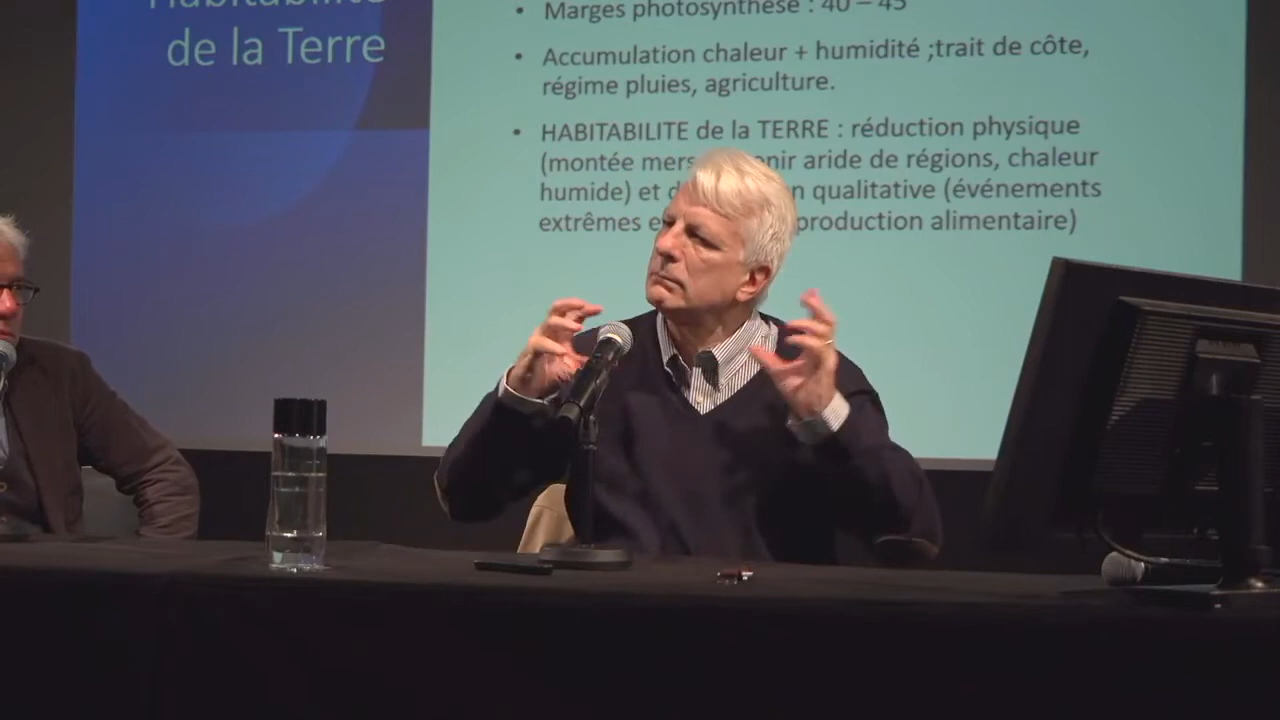 Habitabilité
de la Terre
• Marges photosynthèse : 40 – 45
• Accumulation chaleur + humidité ;trait de côte,
régime pluies, agriculture.
• HABITABILITE de la TERRE : réduction physique
(montée mers enir aride de régions, chaleur
humide) et d n qualitative (événements
extrêmes e production alimentaire)